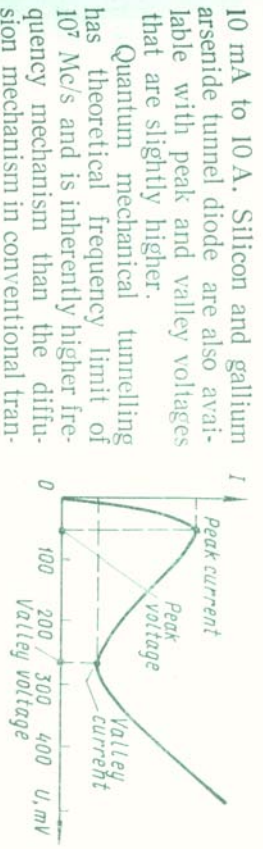 10 mA to 10 A. Silicon and gallium
arsenide tunnel diode are also avai-
lable with peak and valley voltages
that are slightly higher.
Quantum mechanical tunnelling
has theoretical frequency limit of
10⁷ Mc/s and is inherently higher fre-
quency mechanism than the diffu-
sion mechanism in conventional tran-
I
Peak current
Peak
voltage
Valley
current
0 100 200 300 400 U, mV
Valley voltage